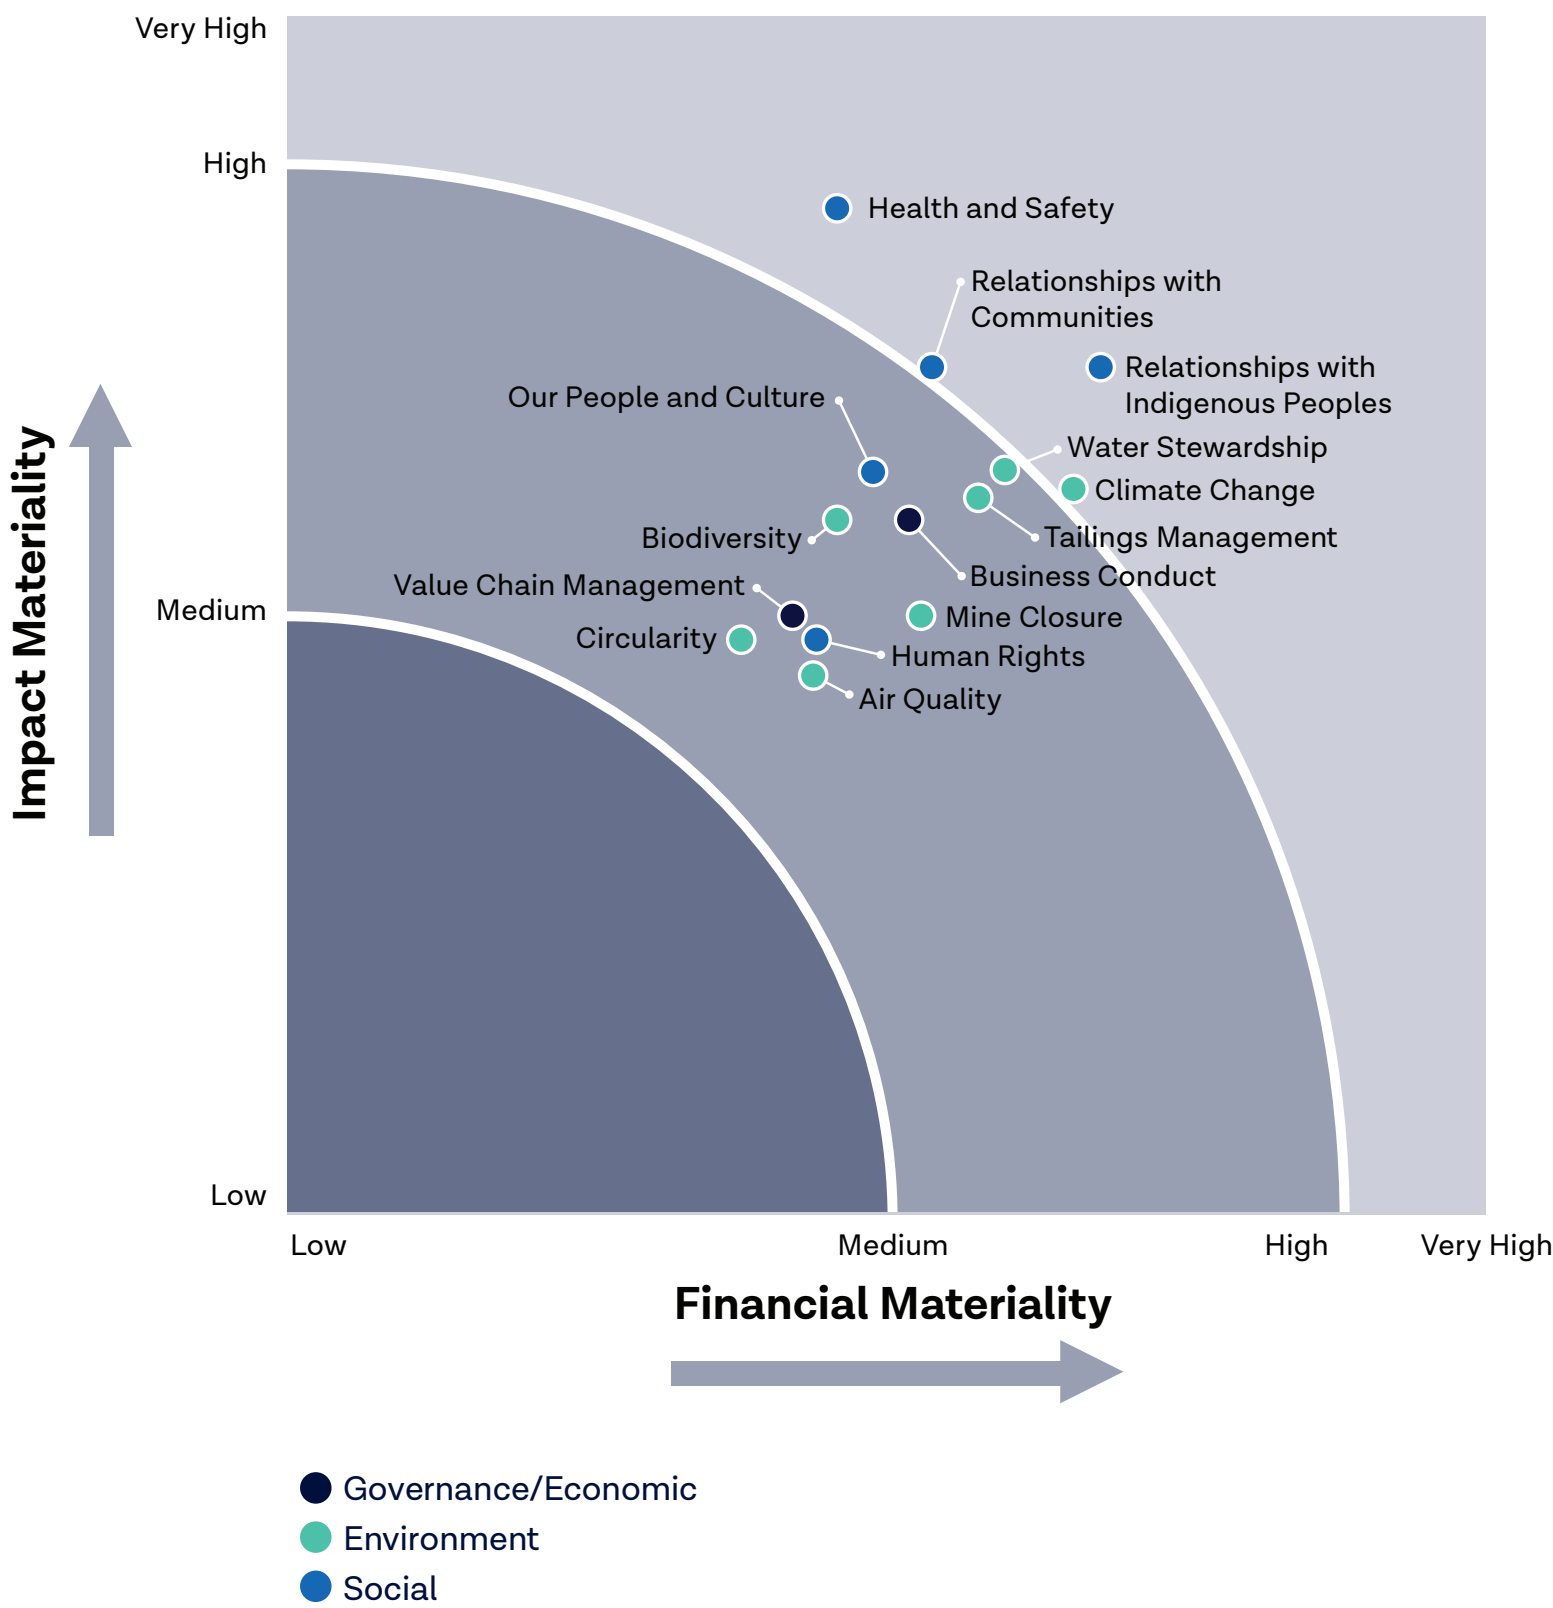 Very High
High
Health and Safety
Relationships with
Communities
Relationships with
Indigenous Peoples
Our People and Culture
Water Stewardship
Climate Change
Biodiversity
Tailings Management
Business Conduct
Value Chain Management
Medium
Mine Closure
Circularity
Human Rights
Air Quality
Impact Materiality
Low
Low
Medium
High
Very High
Financial Materiality
Governance/Economic
Environment
Social